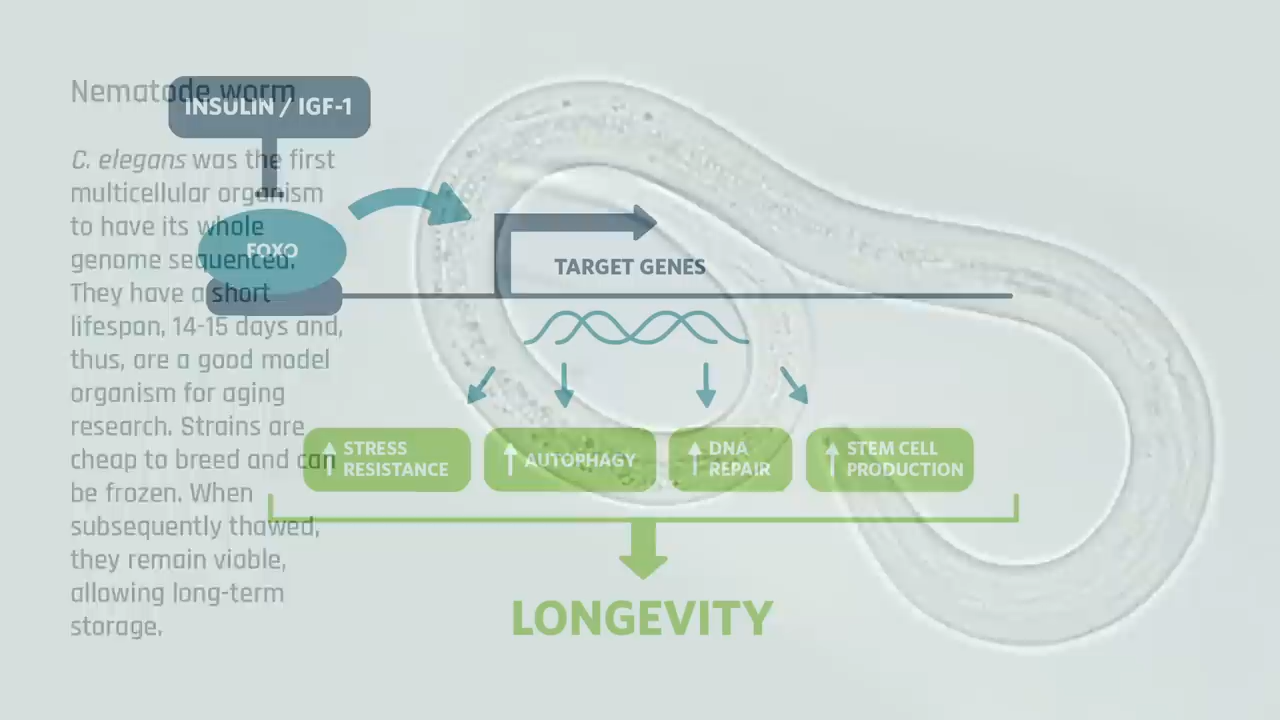 Nematode worm
C. elegans was the first
multicellular organism
to have its whole
genome sequenced.
They have a short
lifespan, 14-15 days and,
thus, are a good model
organism for aging
research. Strains are
cheap to breed and can
be frozen. When
subsequently thawed,
they remain viable,
allowing long-term
storage.
INSULIN / IGF-1
FOXO
TARGET GENES
STRESS
RESISTANCE
AUTOPHAGY
DNA
REPAIR
STEM CELL
PRODUCTION
LONGEVITY